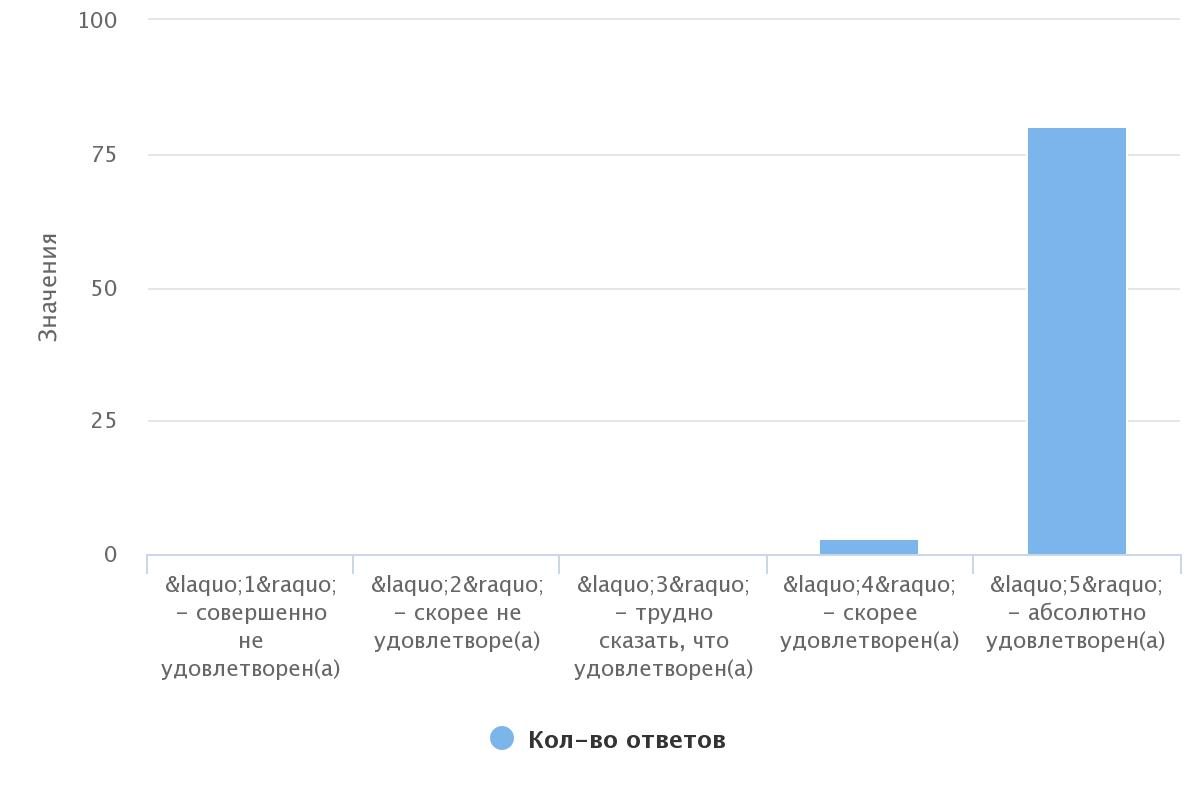 100
75
50
25
0
Значения
&laquo;1&raquo;
– совершенно
не
удовлетворен(а)
&laquo;2&raquo;
– скорее не
удовлетворе(а)
&laquo;3&raquo;
– трудно
сказать, что
удовлетворен(а)
&laquo;4&raquo;
– скорее
удовлетворен(а)
&laquo;5&raquo;
– абсолютно
удовлетворен(а)
Кол-во ответов